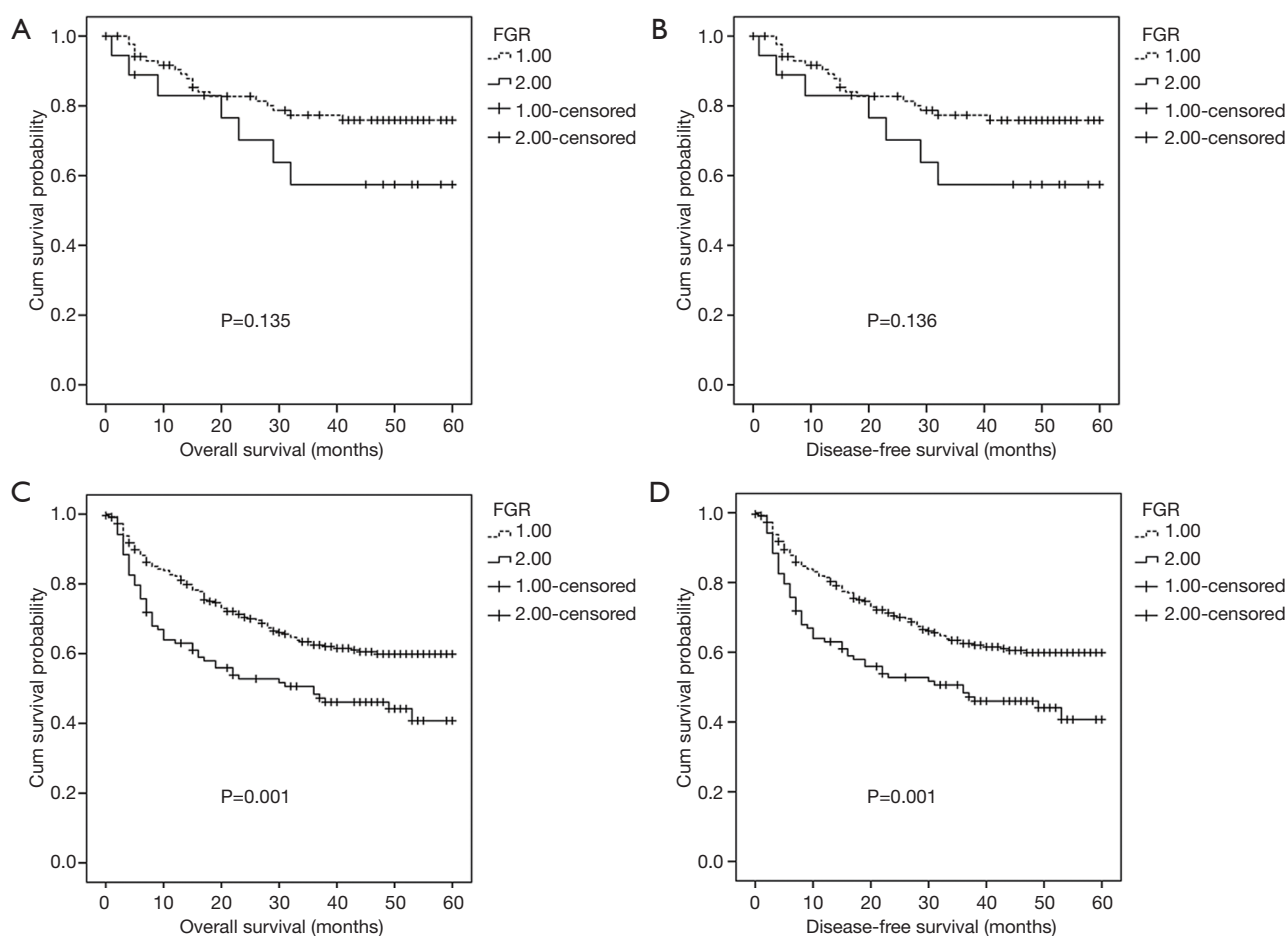 A
Cum survival probability
1.0
0.8
0.6
0.4
0.2
0.0
P=0.135
0 10 20 30 40 50 60
Overall survival (months)
FGR
1.00
2.00
1.00-censored
2.00-censored
B
Cum survival probability
1.0
0.8
0.6
0.4
0.2
0.0
P=0.136
0 10 20 30 40 50 60
Disease-free survival (months)
FGR
1.00
2.00
1.00-censored
2.00-censored
C
Cum survival probability
1.0
0.8
0.6
0.4
0.2
0.0
P=0.001
0 10 20 30 40 50 60
Overall survival (months)
FGR
1.00
2.00
1.00-censored
2.00-censored
D
Cum survival probability
1.0
0.8
0.6
0.4
0.2
0.0
P=0.001
0 10 20 30 40 50 60
Disease-free survival (months)
FGR
1.00
2.00
1.00-censored
2.00-censored